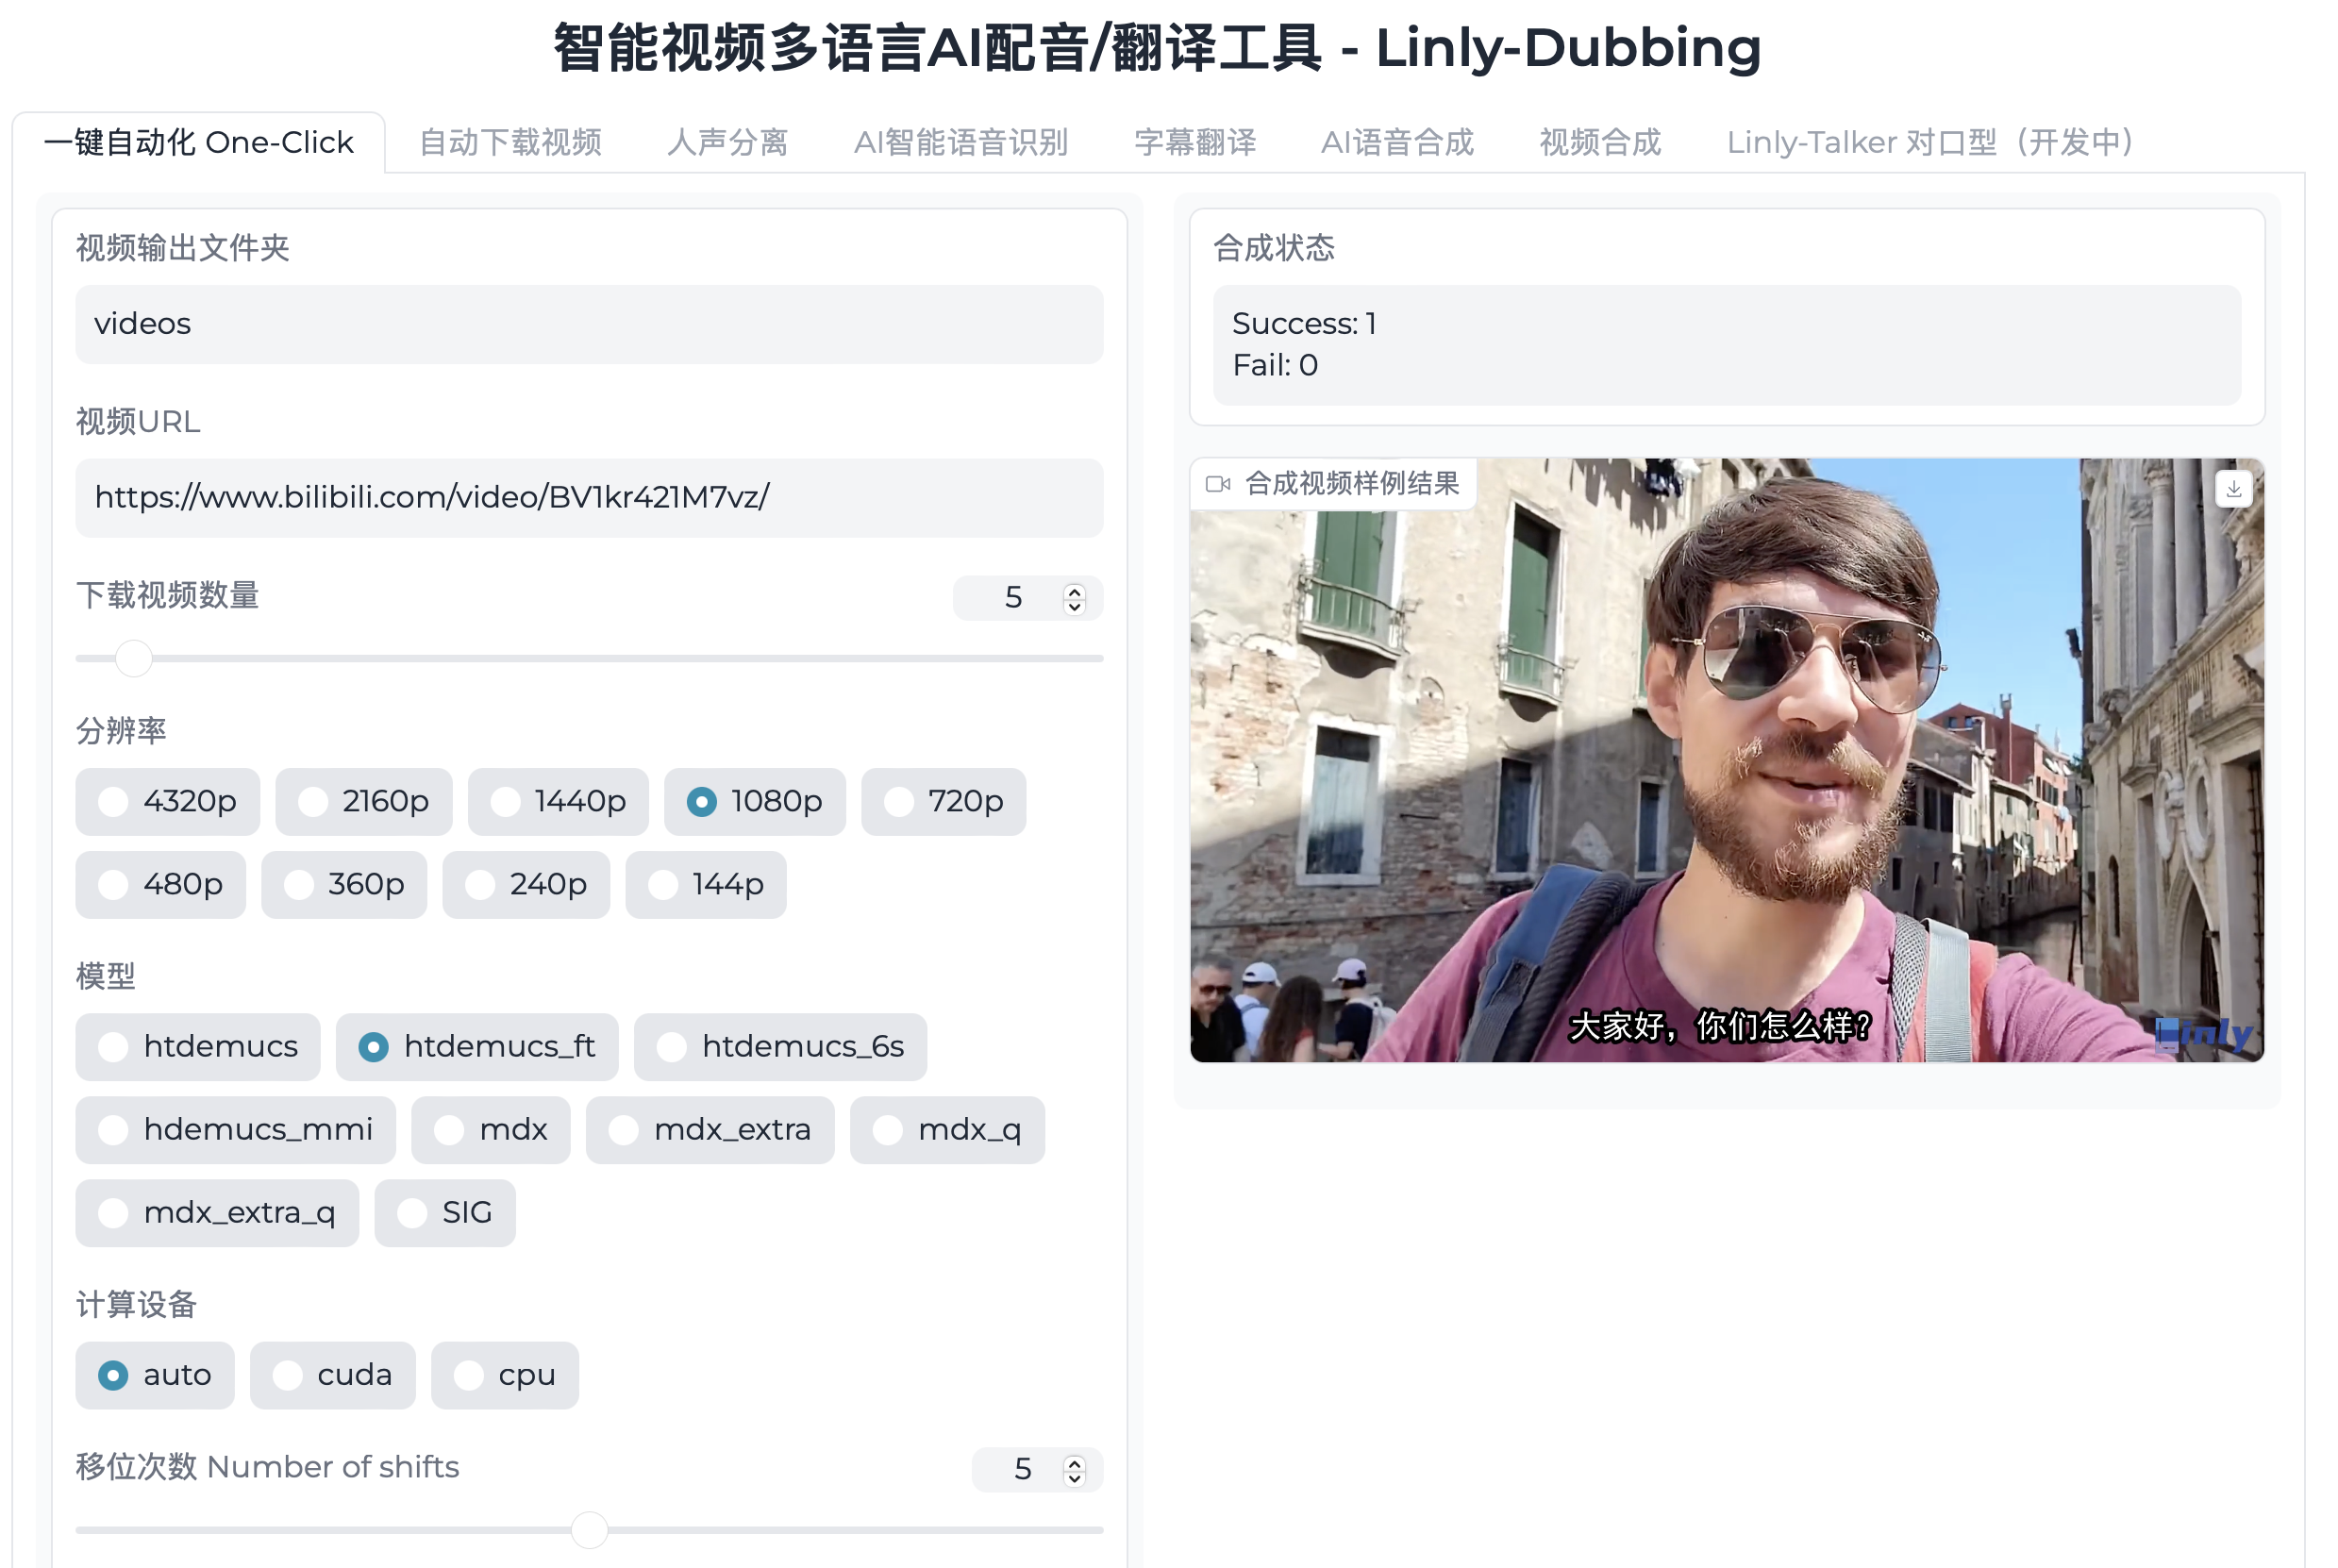 智能视频多语言AI配音/翻译工具 - Linly-Dubbing
一键自动化 One-Click
自动下载视频
人声分离
AI智能语音识别
字幕翻译
AI语音合成
视频合成
Linly-Talker 对口型（开发中）
视频输出文件夹
videos
视频URL
https://www.bilibili.com/video/BV1kr421M7vz/
下载视频数量
5
分辨率
4320p
2160p
1440p
1080p
720p
480p
360p
240p
144p
模型
htdemucs
htdemucs_ft
htdemucs_6s
hdemucs_mmi
mdx
mdx_extra
mdx_q
mdx_extra_q
SIG
计算设备
auto
cuda
cpu
移位次数 Number of shifts
5
合成状态
Success: 1
Fail: 0
合成视频样例结果
大家好，你们怎么样？
Linly